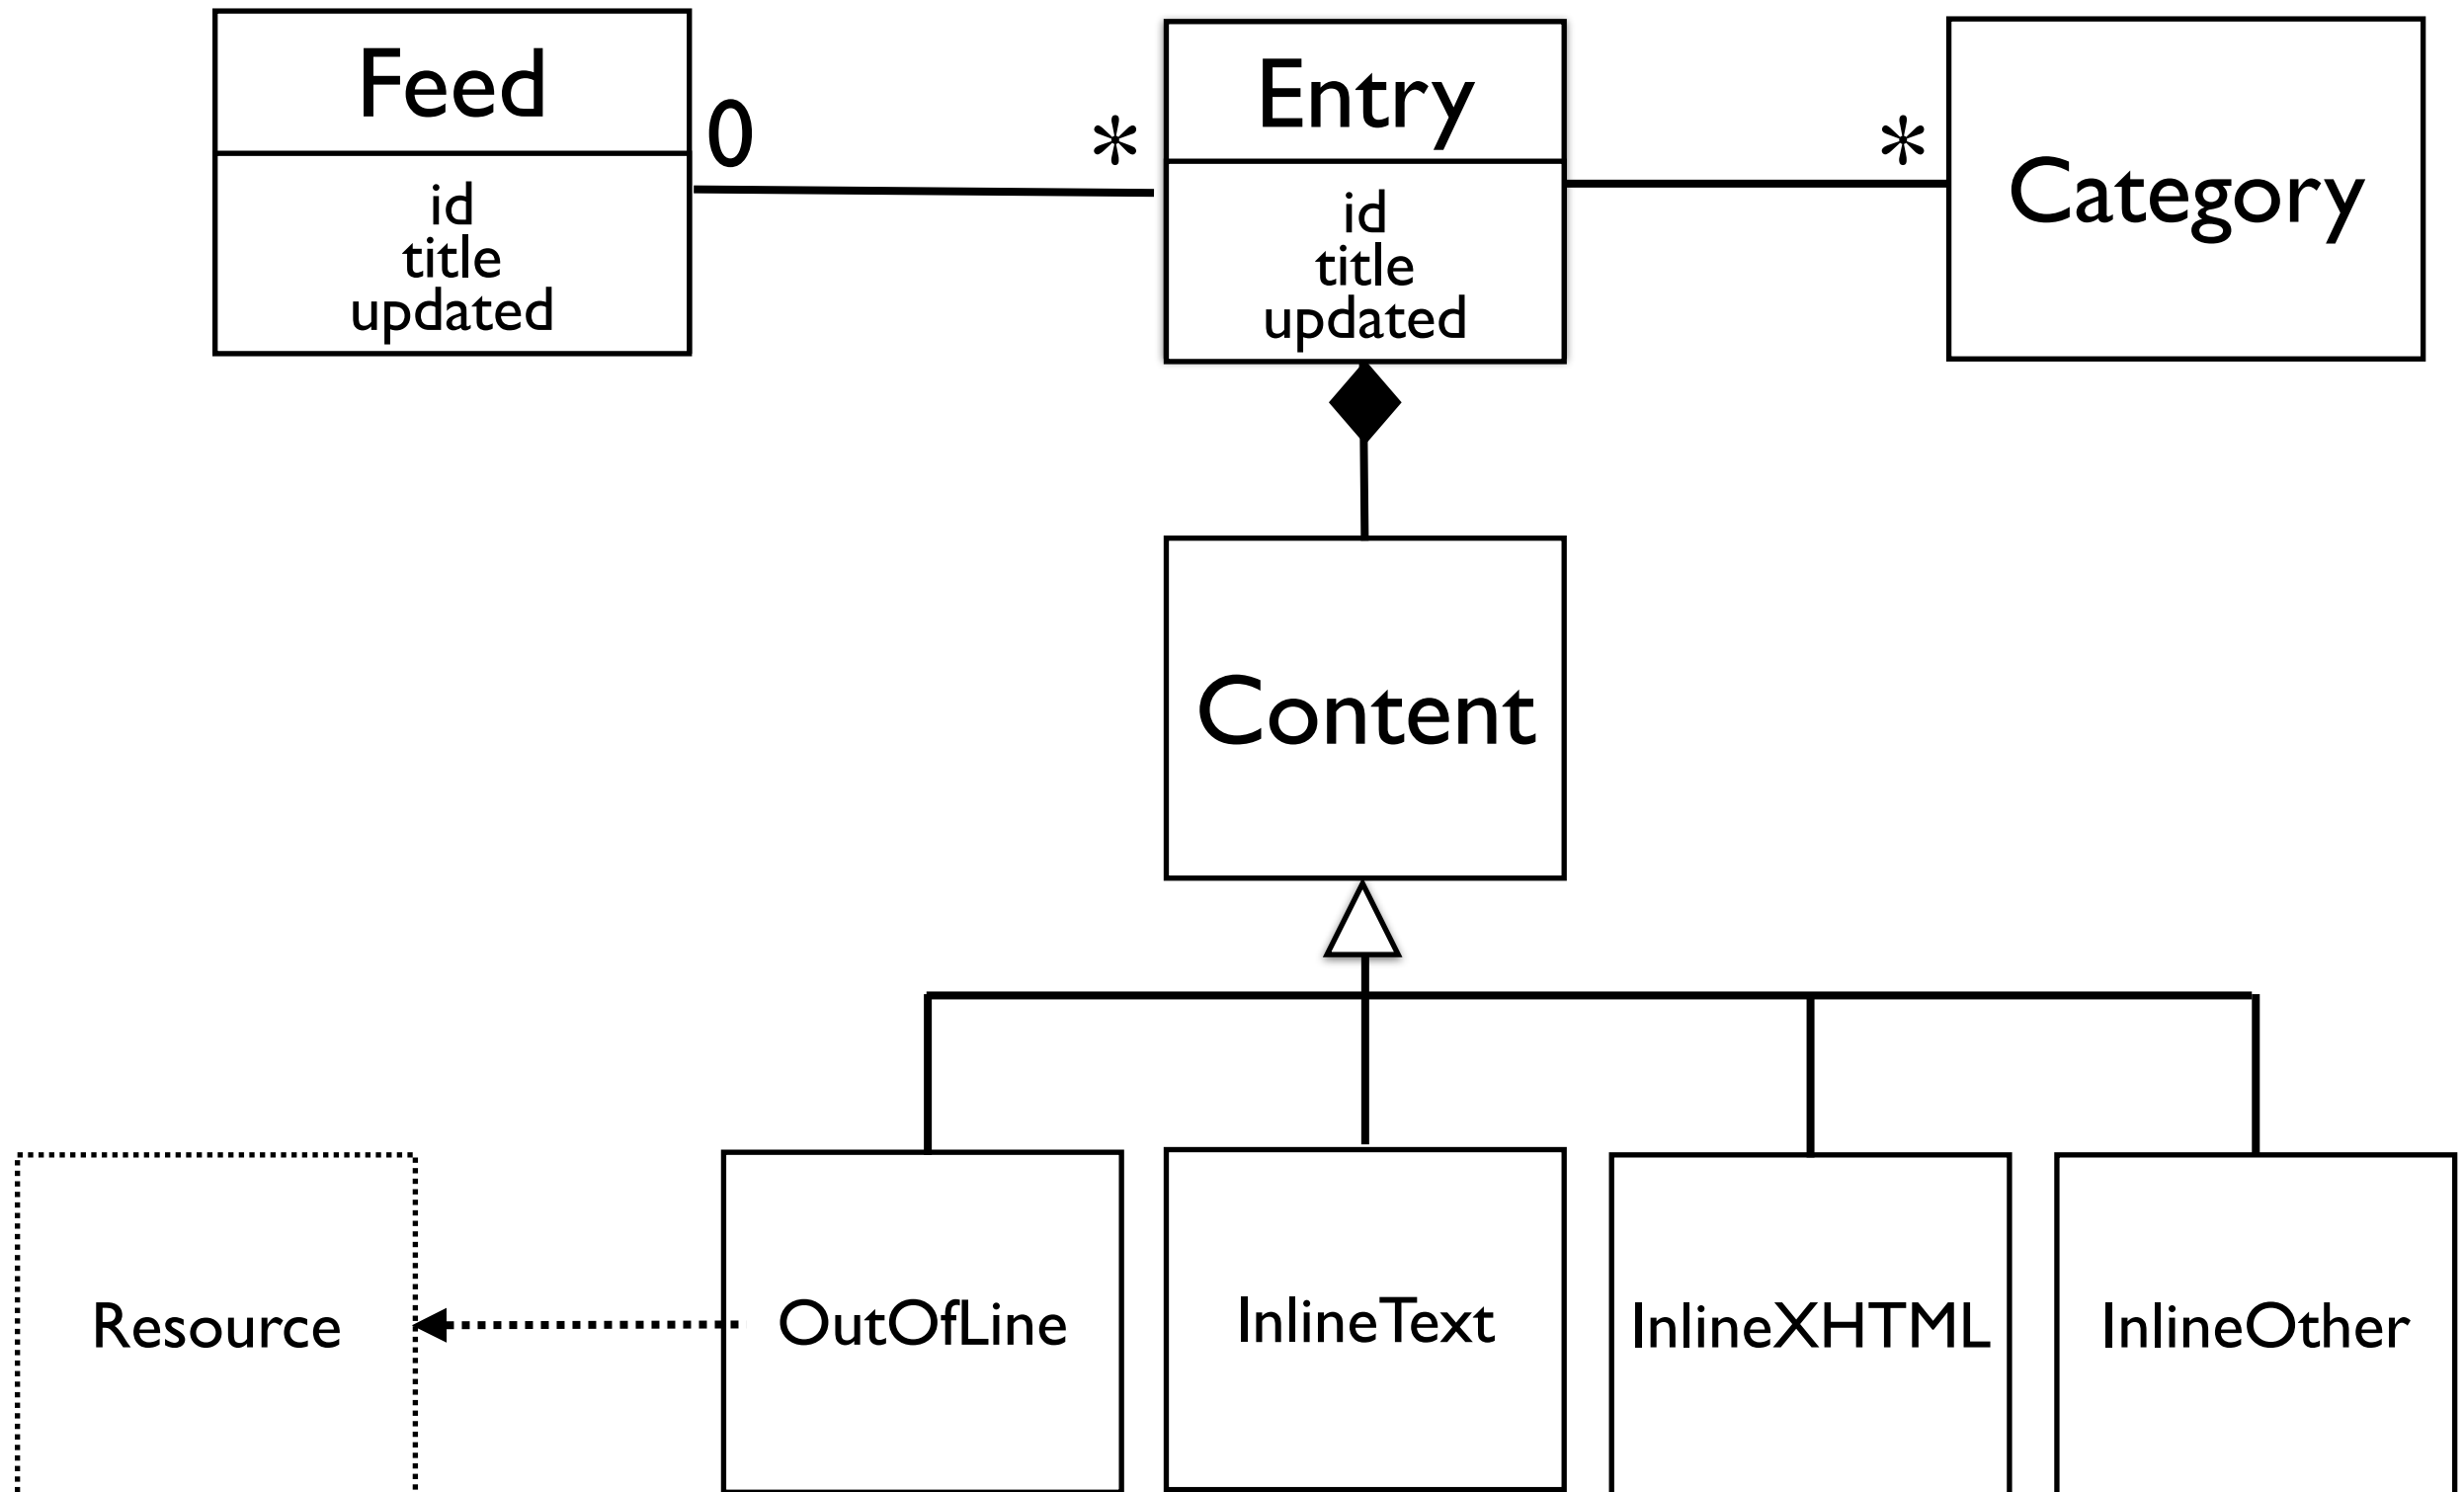 Feed
id
title
updated
0
*
Entry
id
title
updated
*
Category
Content
Resource
OutOfLine
InlineText
InlineXHTML
InlineOther